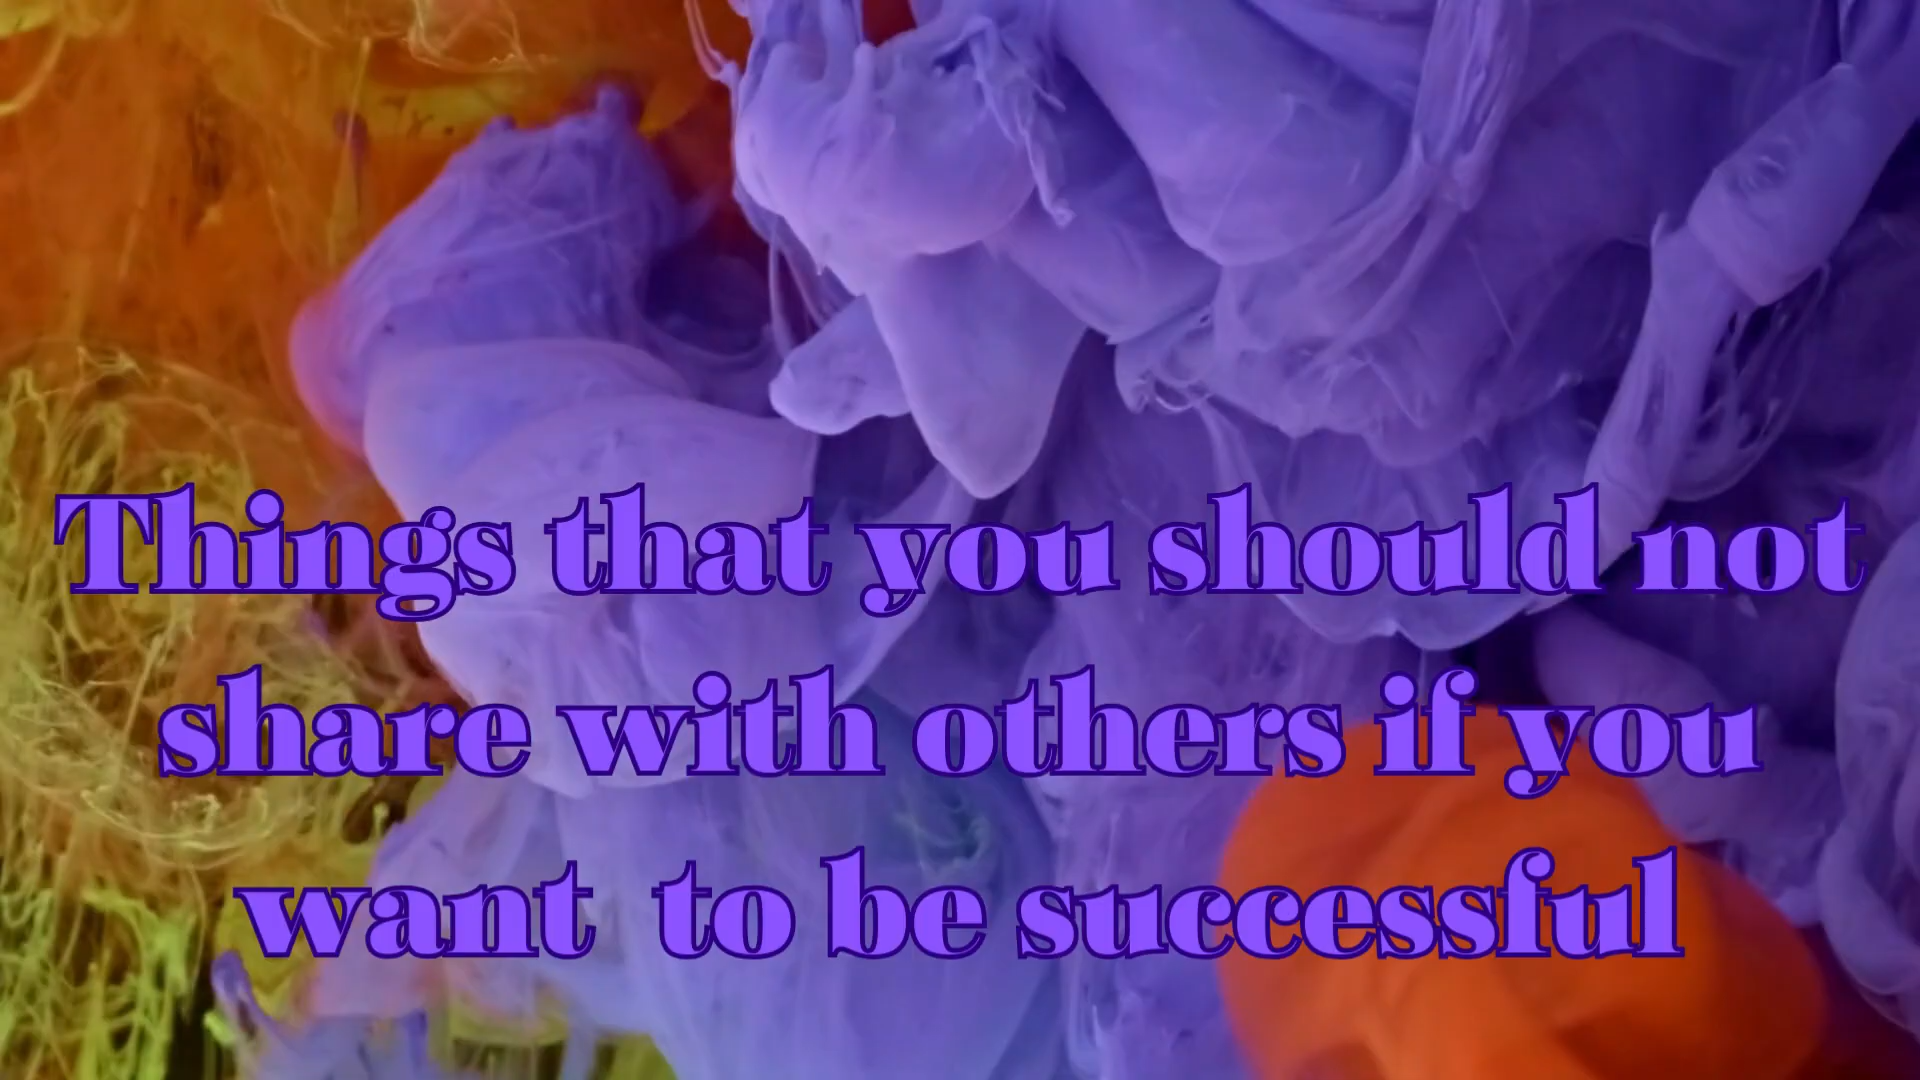 Things that you should not
share with others if you
want  to be successful